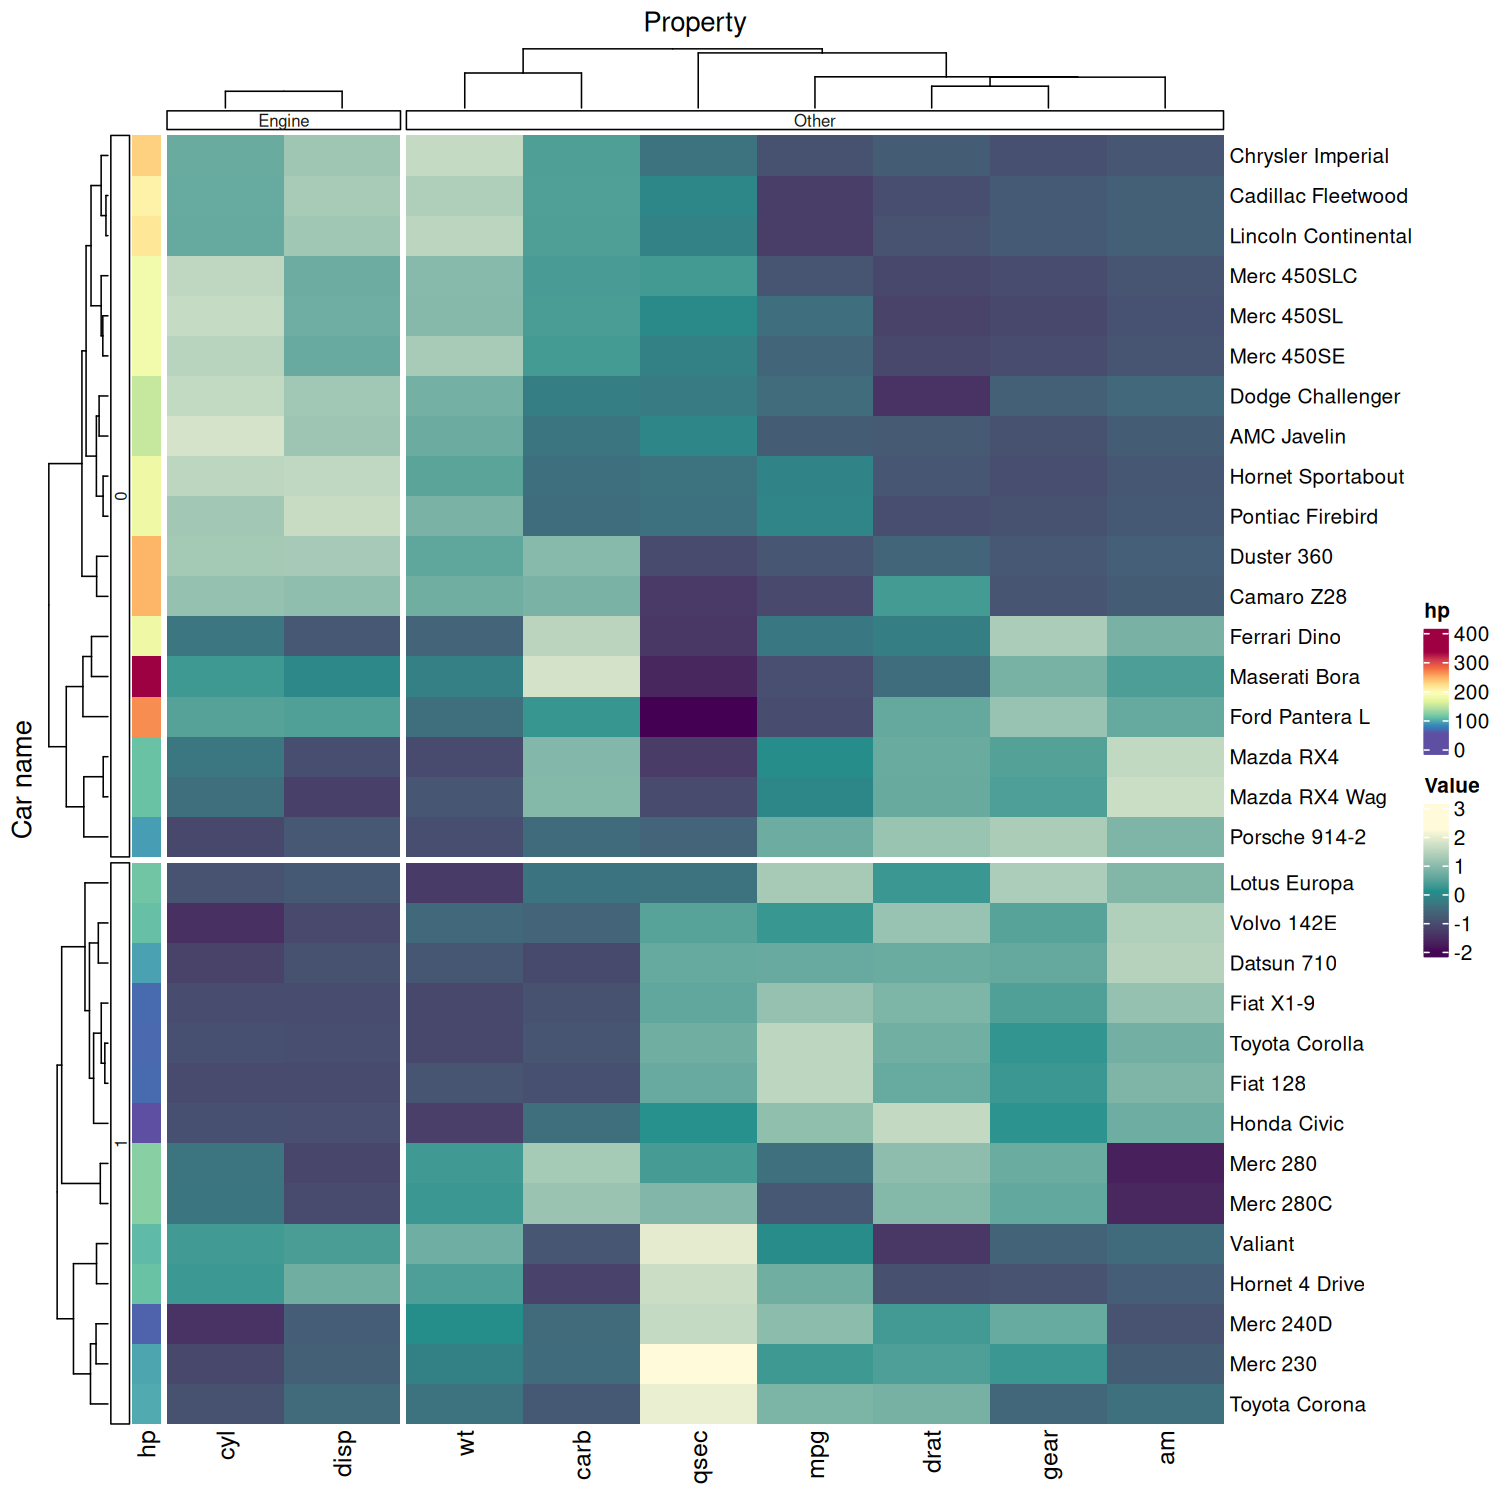 Property
Engine
Other
Chrysler Imperial
Cadillac Fleetwood
Lincoln Continental
Merc 450SLC
Merc 450SL
Merc 450SE
Dodge Challenger
AMC Javelin
Hornet Sportabout
Pontiac Firebird
Duster 360
Camaro Z28
Ferrari Dino
Maserati Bora
Ford Pantera L
Mazda RX4
Mazda RX4 Wag
Porsche 914-2
Lotus Europa
Volvo 142E
Datsun 710
Fiat X1-9
Toyota Corolla
Fiat 128
Honda Civic
Merc 280
Merc 280C
Valiant
Hornet 4 Drive
Merc 240D
Merc 230
Toyota Corona
Car name
0
1
hp
cyl
disp
wt
carb
qsec
mpg
drat
gear
am
hp
400
300
200
100
0
Value
3
2
1
0
-1
-2